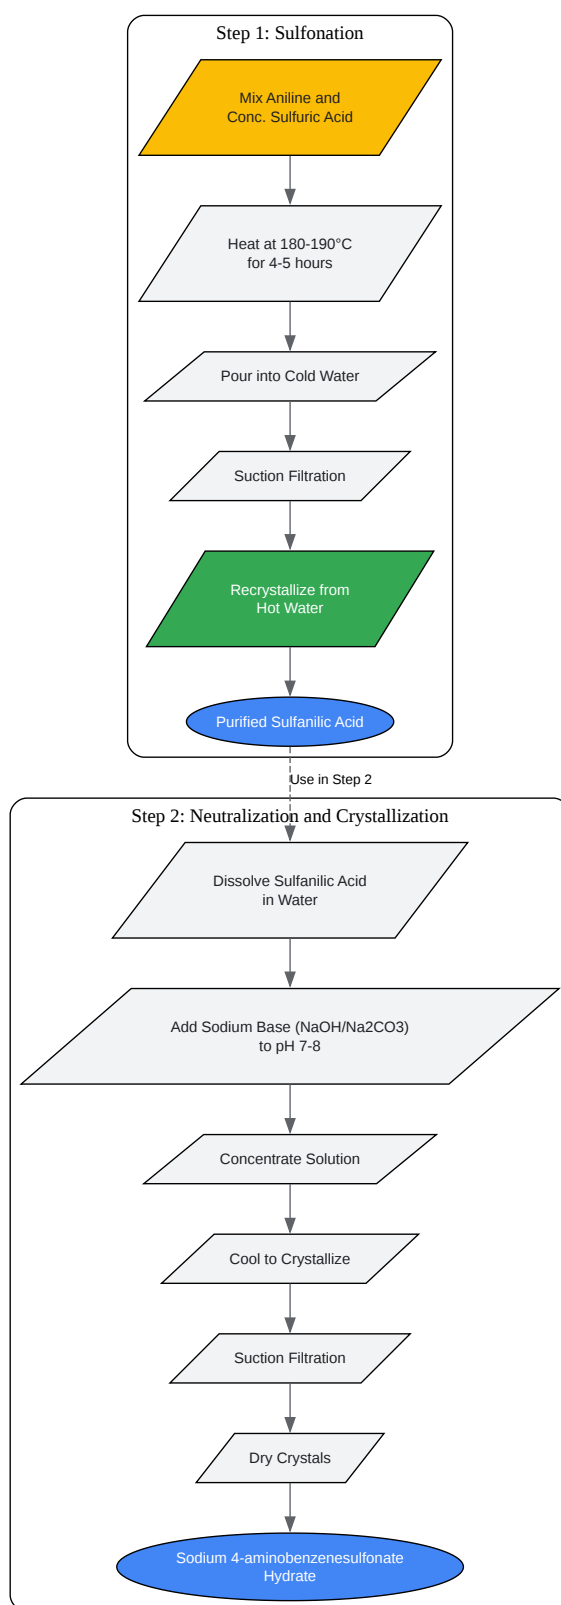 Step 1: Sulfonation
Mix Aniline and
Conc. Sulfuric Acid
Heat at 180-190°C
for 4-5 hours
Pour into Cold Water
Suction Filtration
Recrystallize from
Hot Water
Purified Sulfanilic Acid
Use in Step 2
Step 2: Neutralization and Crystallization
Dissolve Sulfanilic Acid
in Water
Add Sodium Base (NaOH/Na2CO3)
to pH 7-8
Concentrate Solution
Cool to Crystallize
Suction Filtration
Dry Crystals
Sodium 4-aminobenzenesulfonate
Hydrate